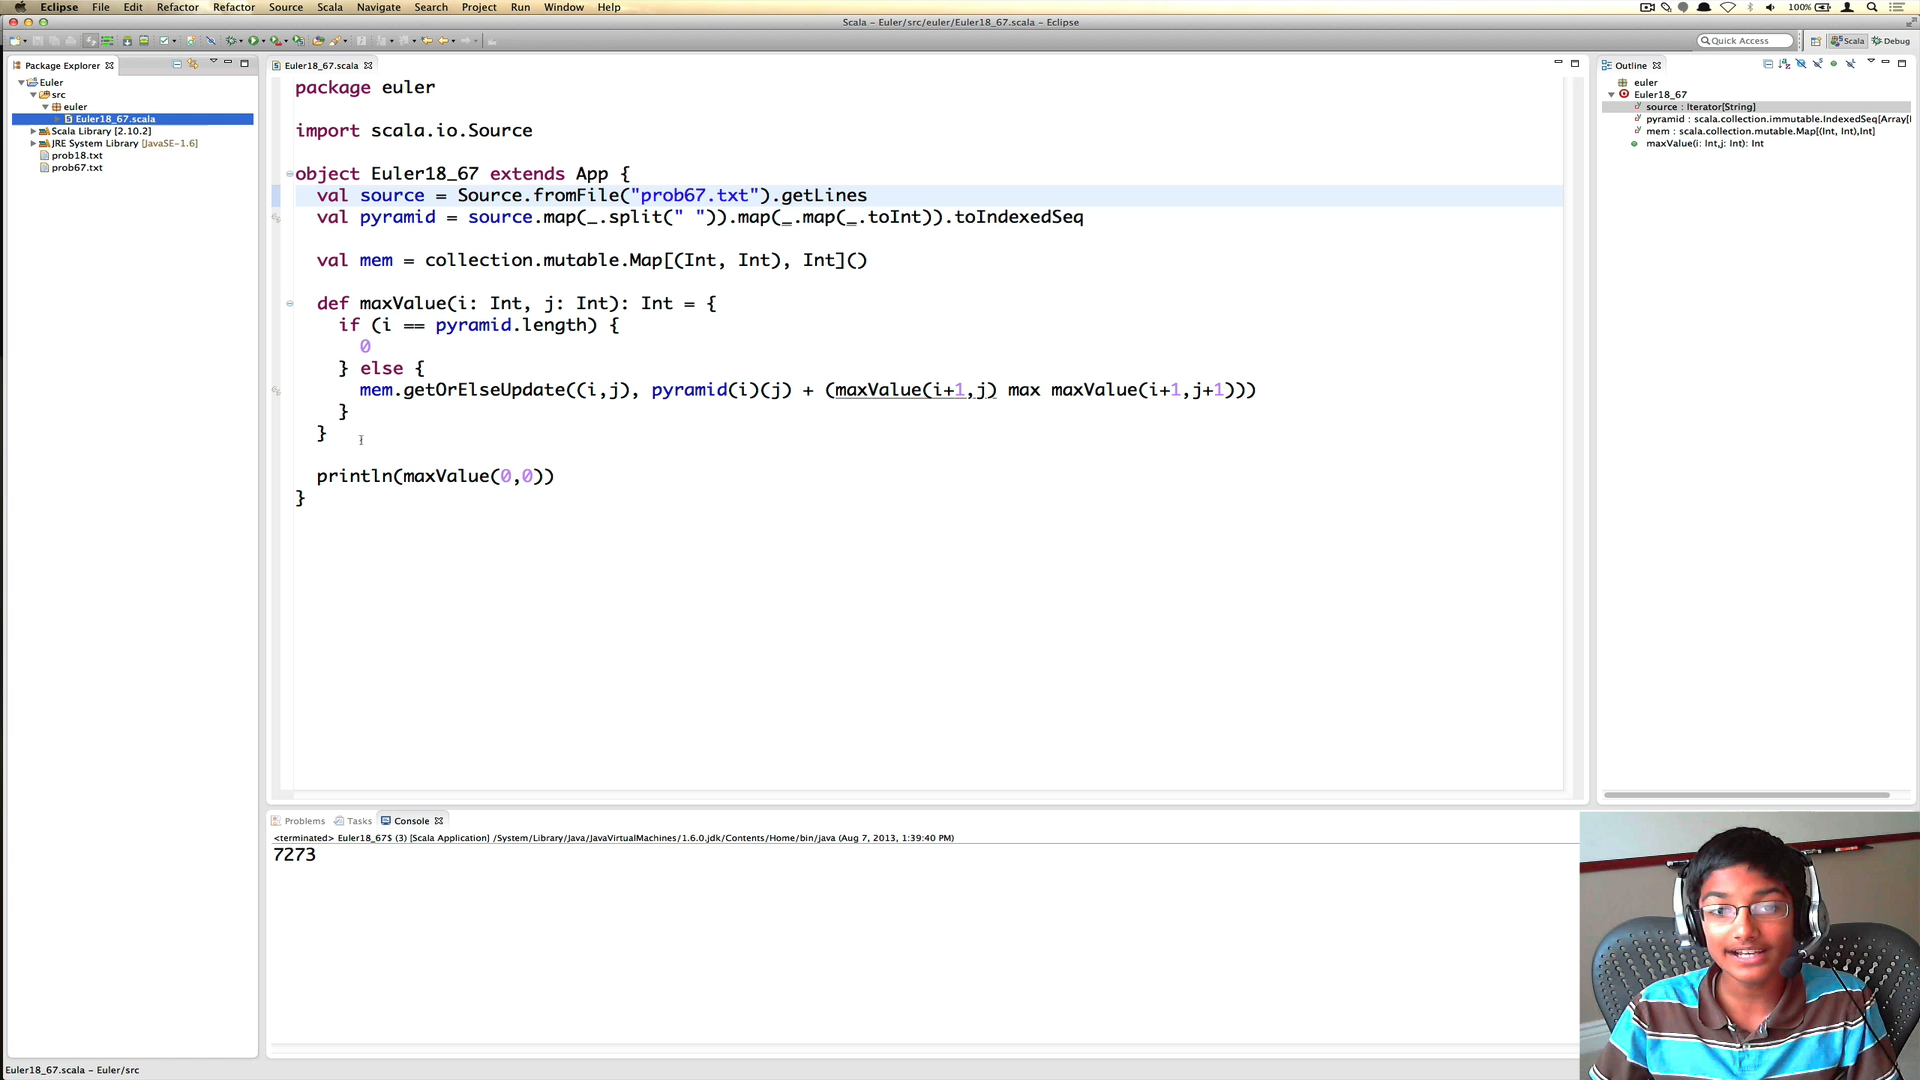 Eclipse File Edit Refactor Refactor Source Scala Navigate Search Project Run Window Help 100%
Scala - Euler/src/euler/Euler18_67.scala - Eclipse
Quick Access Scala Debug
Package Explorer
Euler
src
euler
Euler18_67.scala
Scala Library [2.10.2]
JRE System Library [JavaSE-1.6]
prob18.txt
prob67.txt
Euler18_67.scala
package euler
import scala.io.Source
object Euler18_67 extends App {
val source = Source.fromFile("prob67.txt").getLines
val pyramid = source.map(_.split(" ")).map(_.map(_.toInt)).toIndexedSeq
val mem = collection.mutable.Map[(Int, Int), Int]()
def maxValue(i: Int, j: Int): Int = {
if (i == pyramid.length) {
0
} else {
mem.getOrElseUpdate((i,j), pyramid(i)(j) + (maxValue(i+1,j) max maxValue(i+1,j+1)))
}
}
println(maxValue(0,0))
}
Outline
euler
Euler18_67
source : Iterator[String]
pyramid : scala.collection.immutable.IndexedSeq[Array[I
mem : scala.collection.mutable.Map[(Int, Int),Int]
maxValue(i: Int,j: Int): Int
Problems Tasks Console
<terminated> Euler18_67$ (3) [Scala Application] /System/Library/Java/JavaVirtualMachines/1.6.0.jdk/Contents/Home/bin/java (Aug 7, 2013, 1:39:40 PM)
7273
Euler18_67.scala - Euler/src